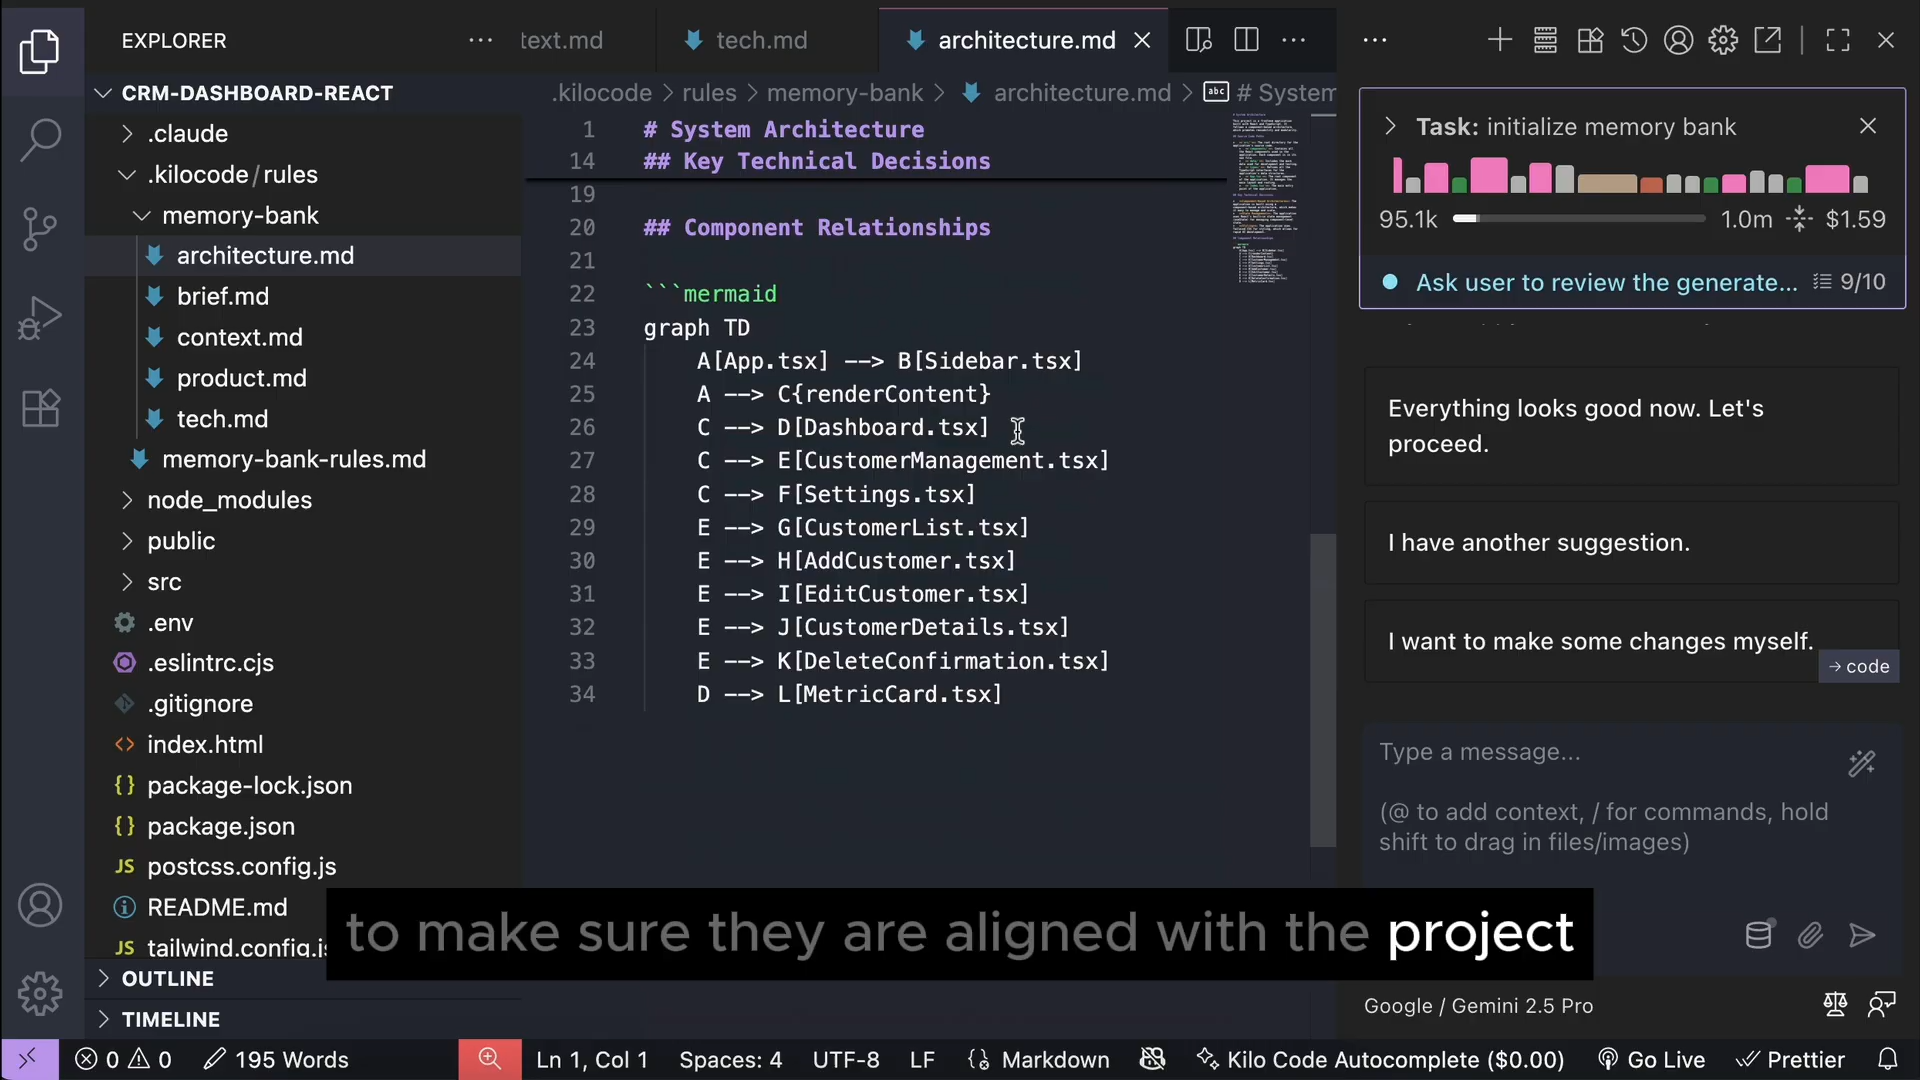 EXPLORER
text.md
tech.md
architecture.md
CRM-DASHBOARD-REACT
.claude
.kilocode/rules
memory-bank
architecture.md
brief.md
context.md
product.md
tech.md
memory-bank-rules.md
node_modules
public
src
.env
.eslintrc.cjs
.gitignore
index.html
package-lock.json
package.json
postcss.config.js
README.md
OUTLINE
TIMELINE
.kilocode > rules > memory-bank > architecture.md > # System
1 # System Architecture
14 ## Key Technical Decisions
19
20 ## Component Relationships
21
22 ```mermaid
23 graph TD
24 A[App.tsx] --> B[Sidebar.tsx]
25 A --> C{renderContent}
26 C --> D[Dashboard.tsx]
27 C --> E[CustomerManagement.tsx]
28 C --> F[Settings.tsx]
29 E --> G[CustomerList.tsx]
30 E --> H[AddCustomer.tsx]
31 E --> I[EditCustomer.tsx]
32 E --> J[CustomerDetails.tsx]
33 E --> K[DeleteConfirmation.tsx]
34 D --> L[MetricCard.tsx]
Task: initialize memory bank
95.1k 1.0m $1.59
Ask user to review the generate... 9/10
Everything looks good now. Let's
proceed.
I have another suggestion.
I want to make some changes myself.
code
Type a message...
(@ to add context, / for commands, hold
shift to drag in files/images)
Google / Gemini 2.5 Pro
to make sure they are aligned with the project
0 0 195 Words Ln 1, Col 1 Spaces: 4 UTF-8 LF Markdown Kilo Code Autocomplete ($0.00) Go Live Prettier